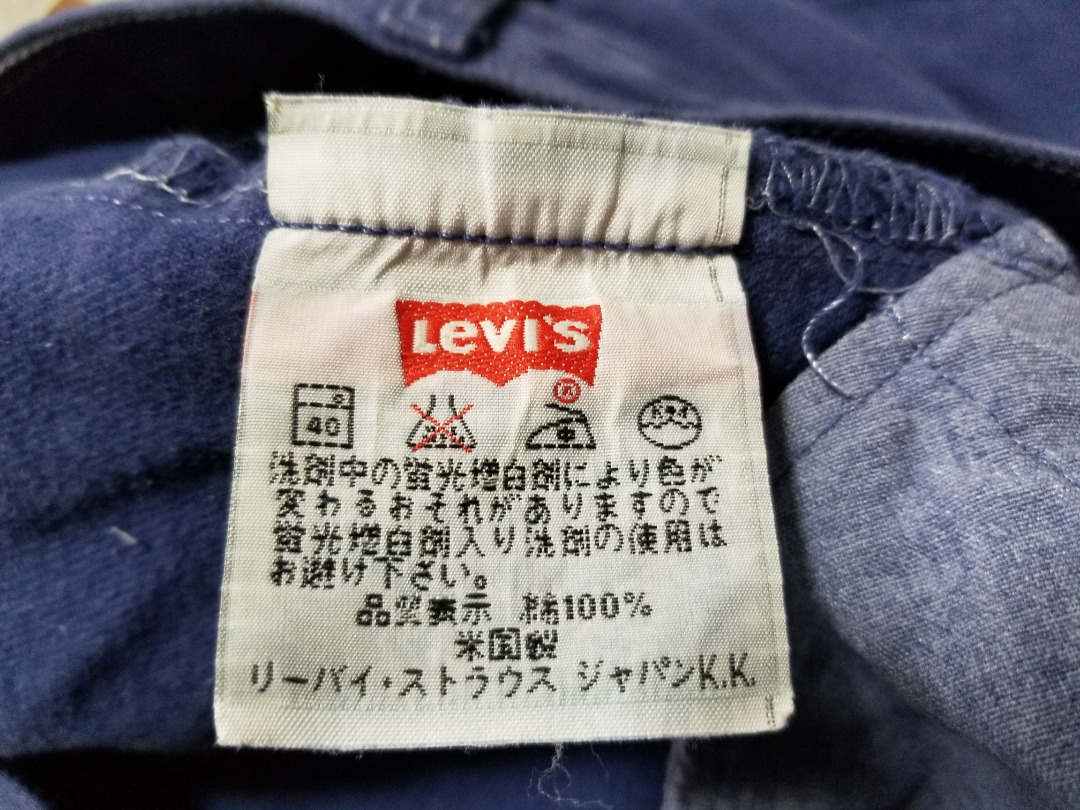 Levi's
®
40
洗剤中の蛍光増白剤により色が
変わるおそれがありますので
蛍光増白剤入り洗剤の使用は
お避け下さい。
品質表示 綿100%
米国製
リーバイ・ストラウス ジャパンK.K.